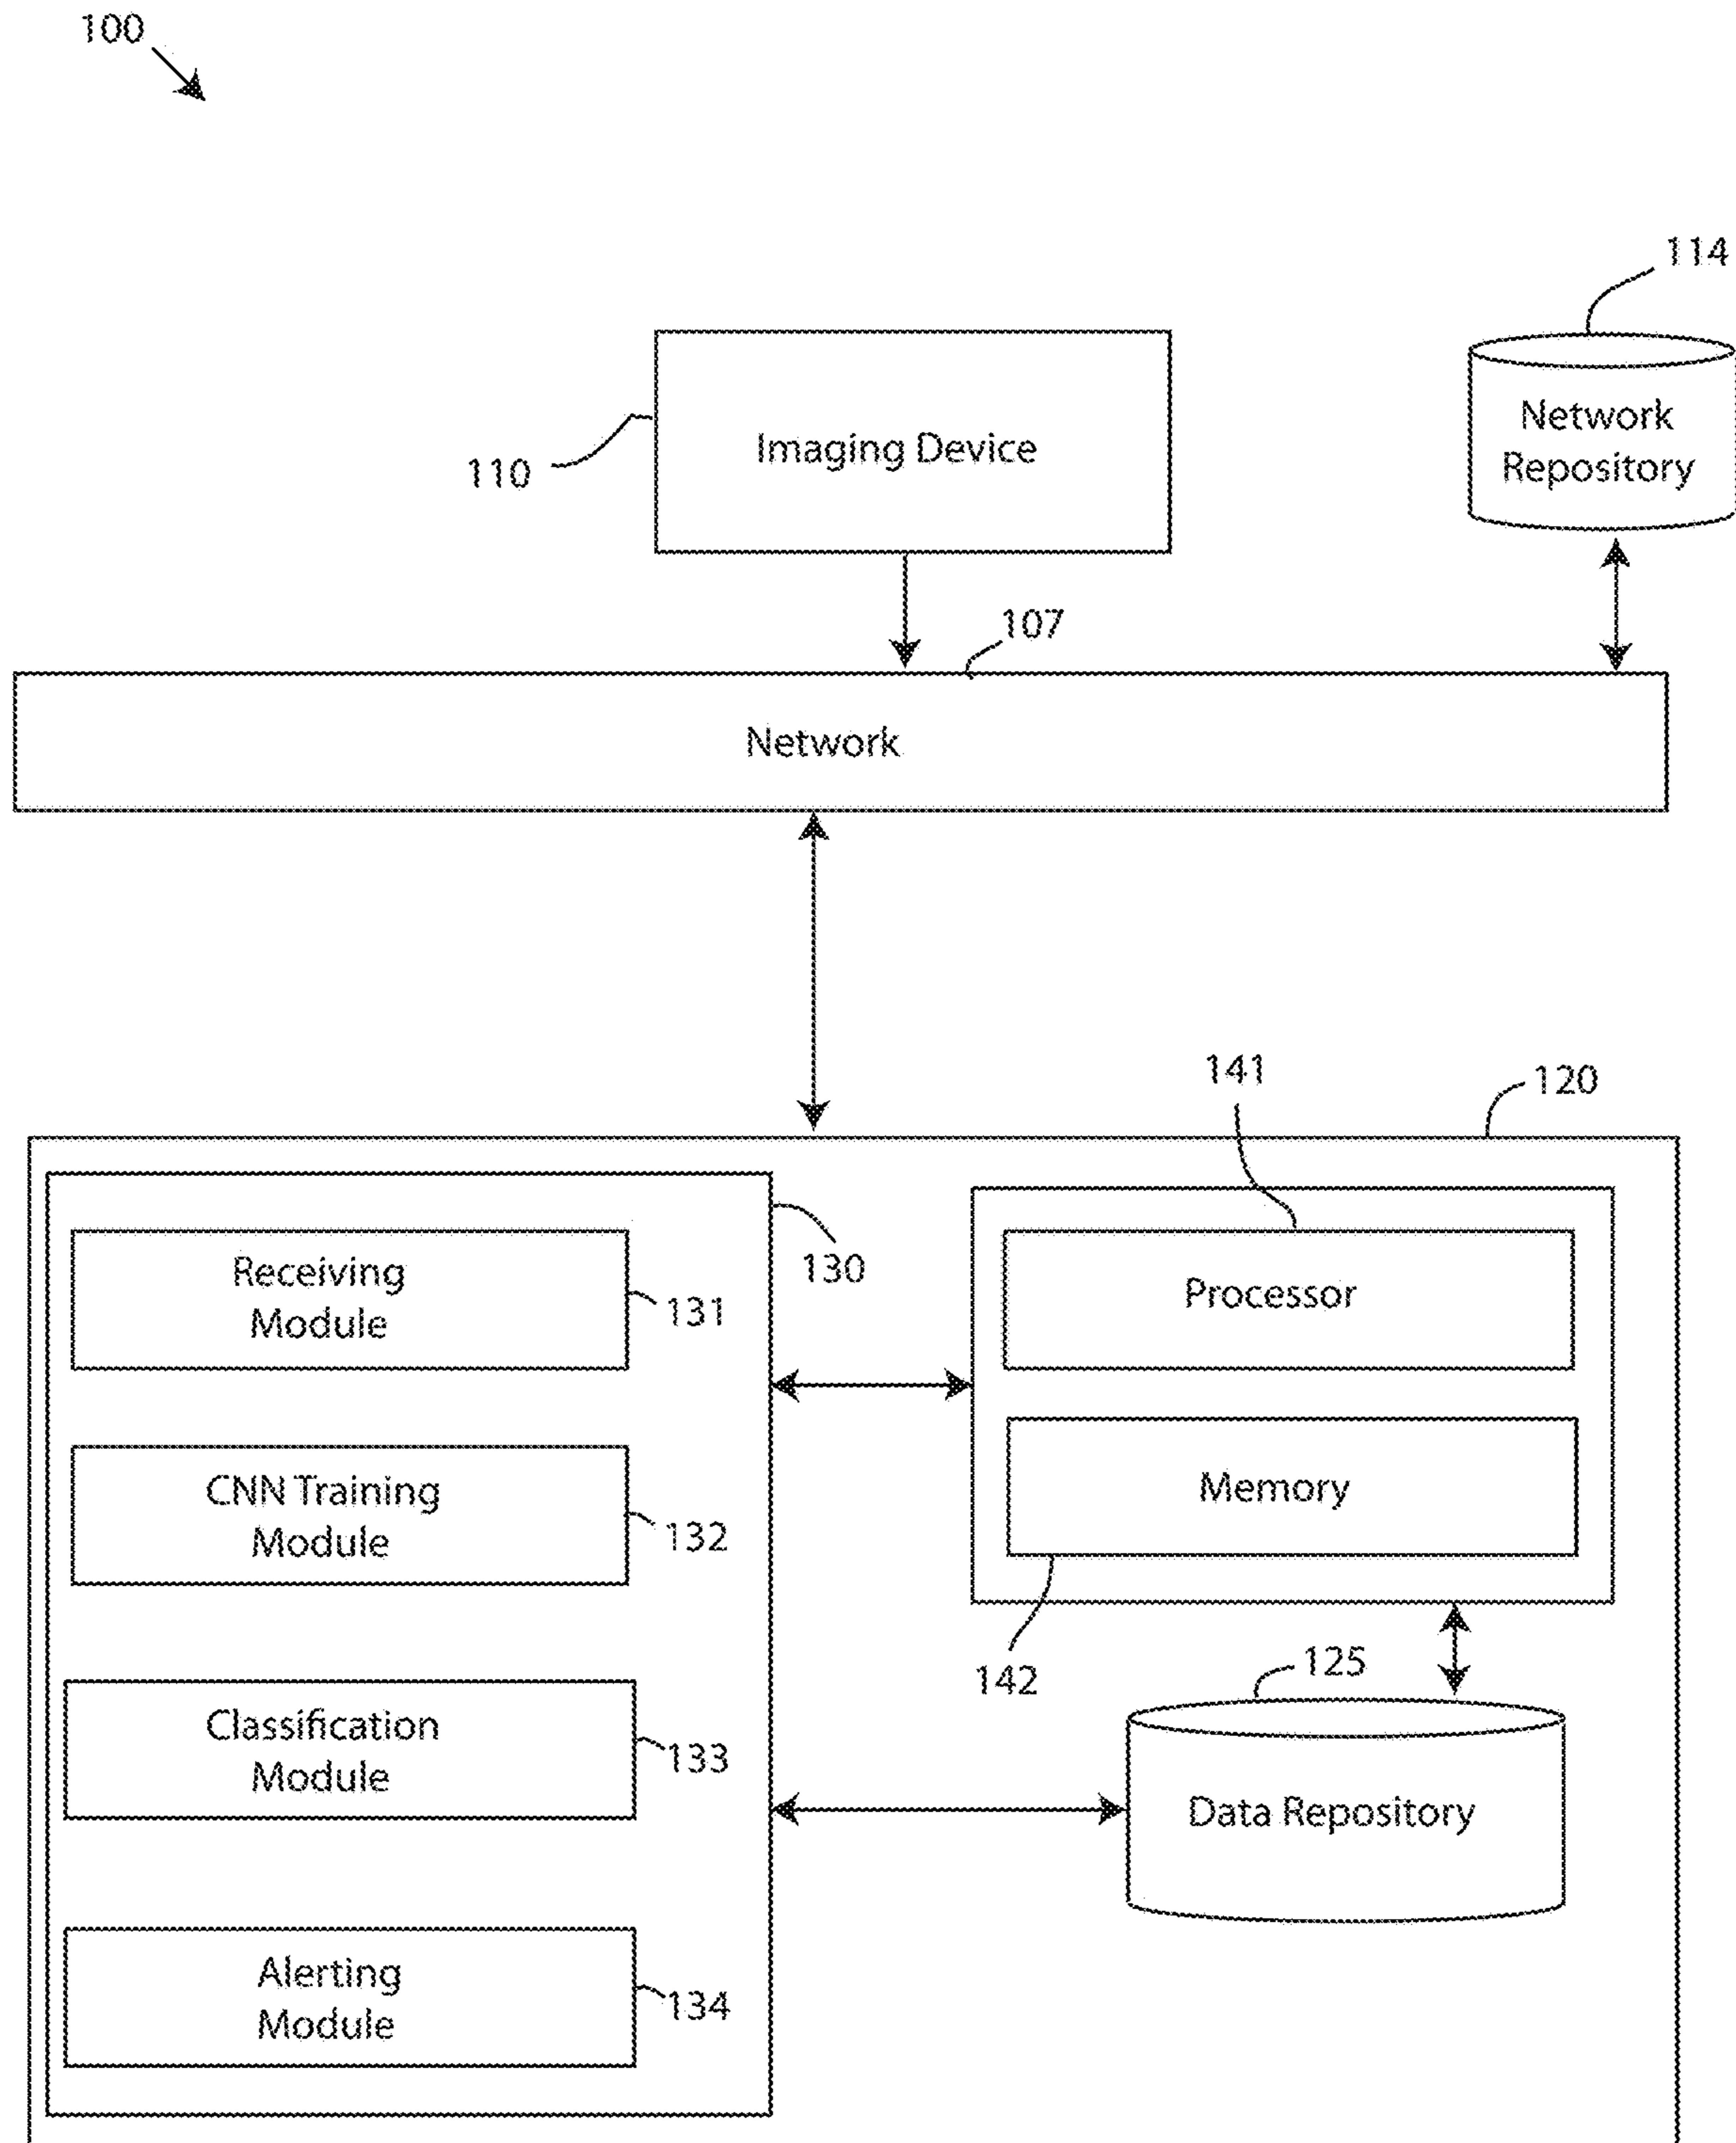 100
114
Network
Repository
Imaging Device
110
107
Network
141
120
130
Receiving
Module
131
Processor
CNN Training
Module
132
Memory
142
125
Classification
Module
133
Data Repository
Alerting
Module
134